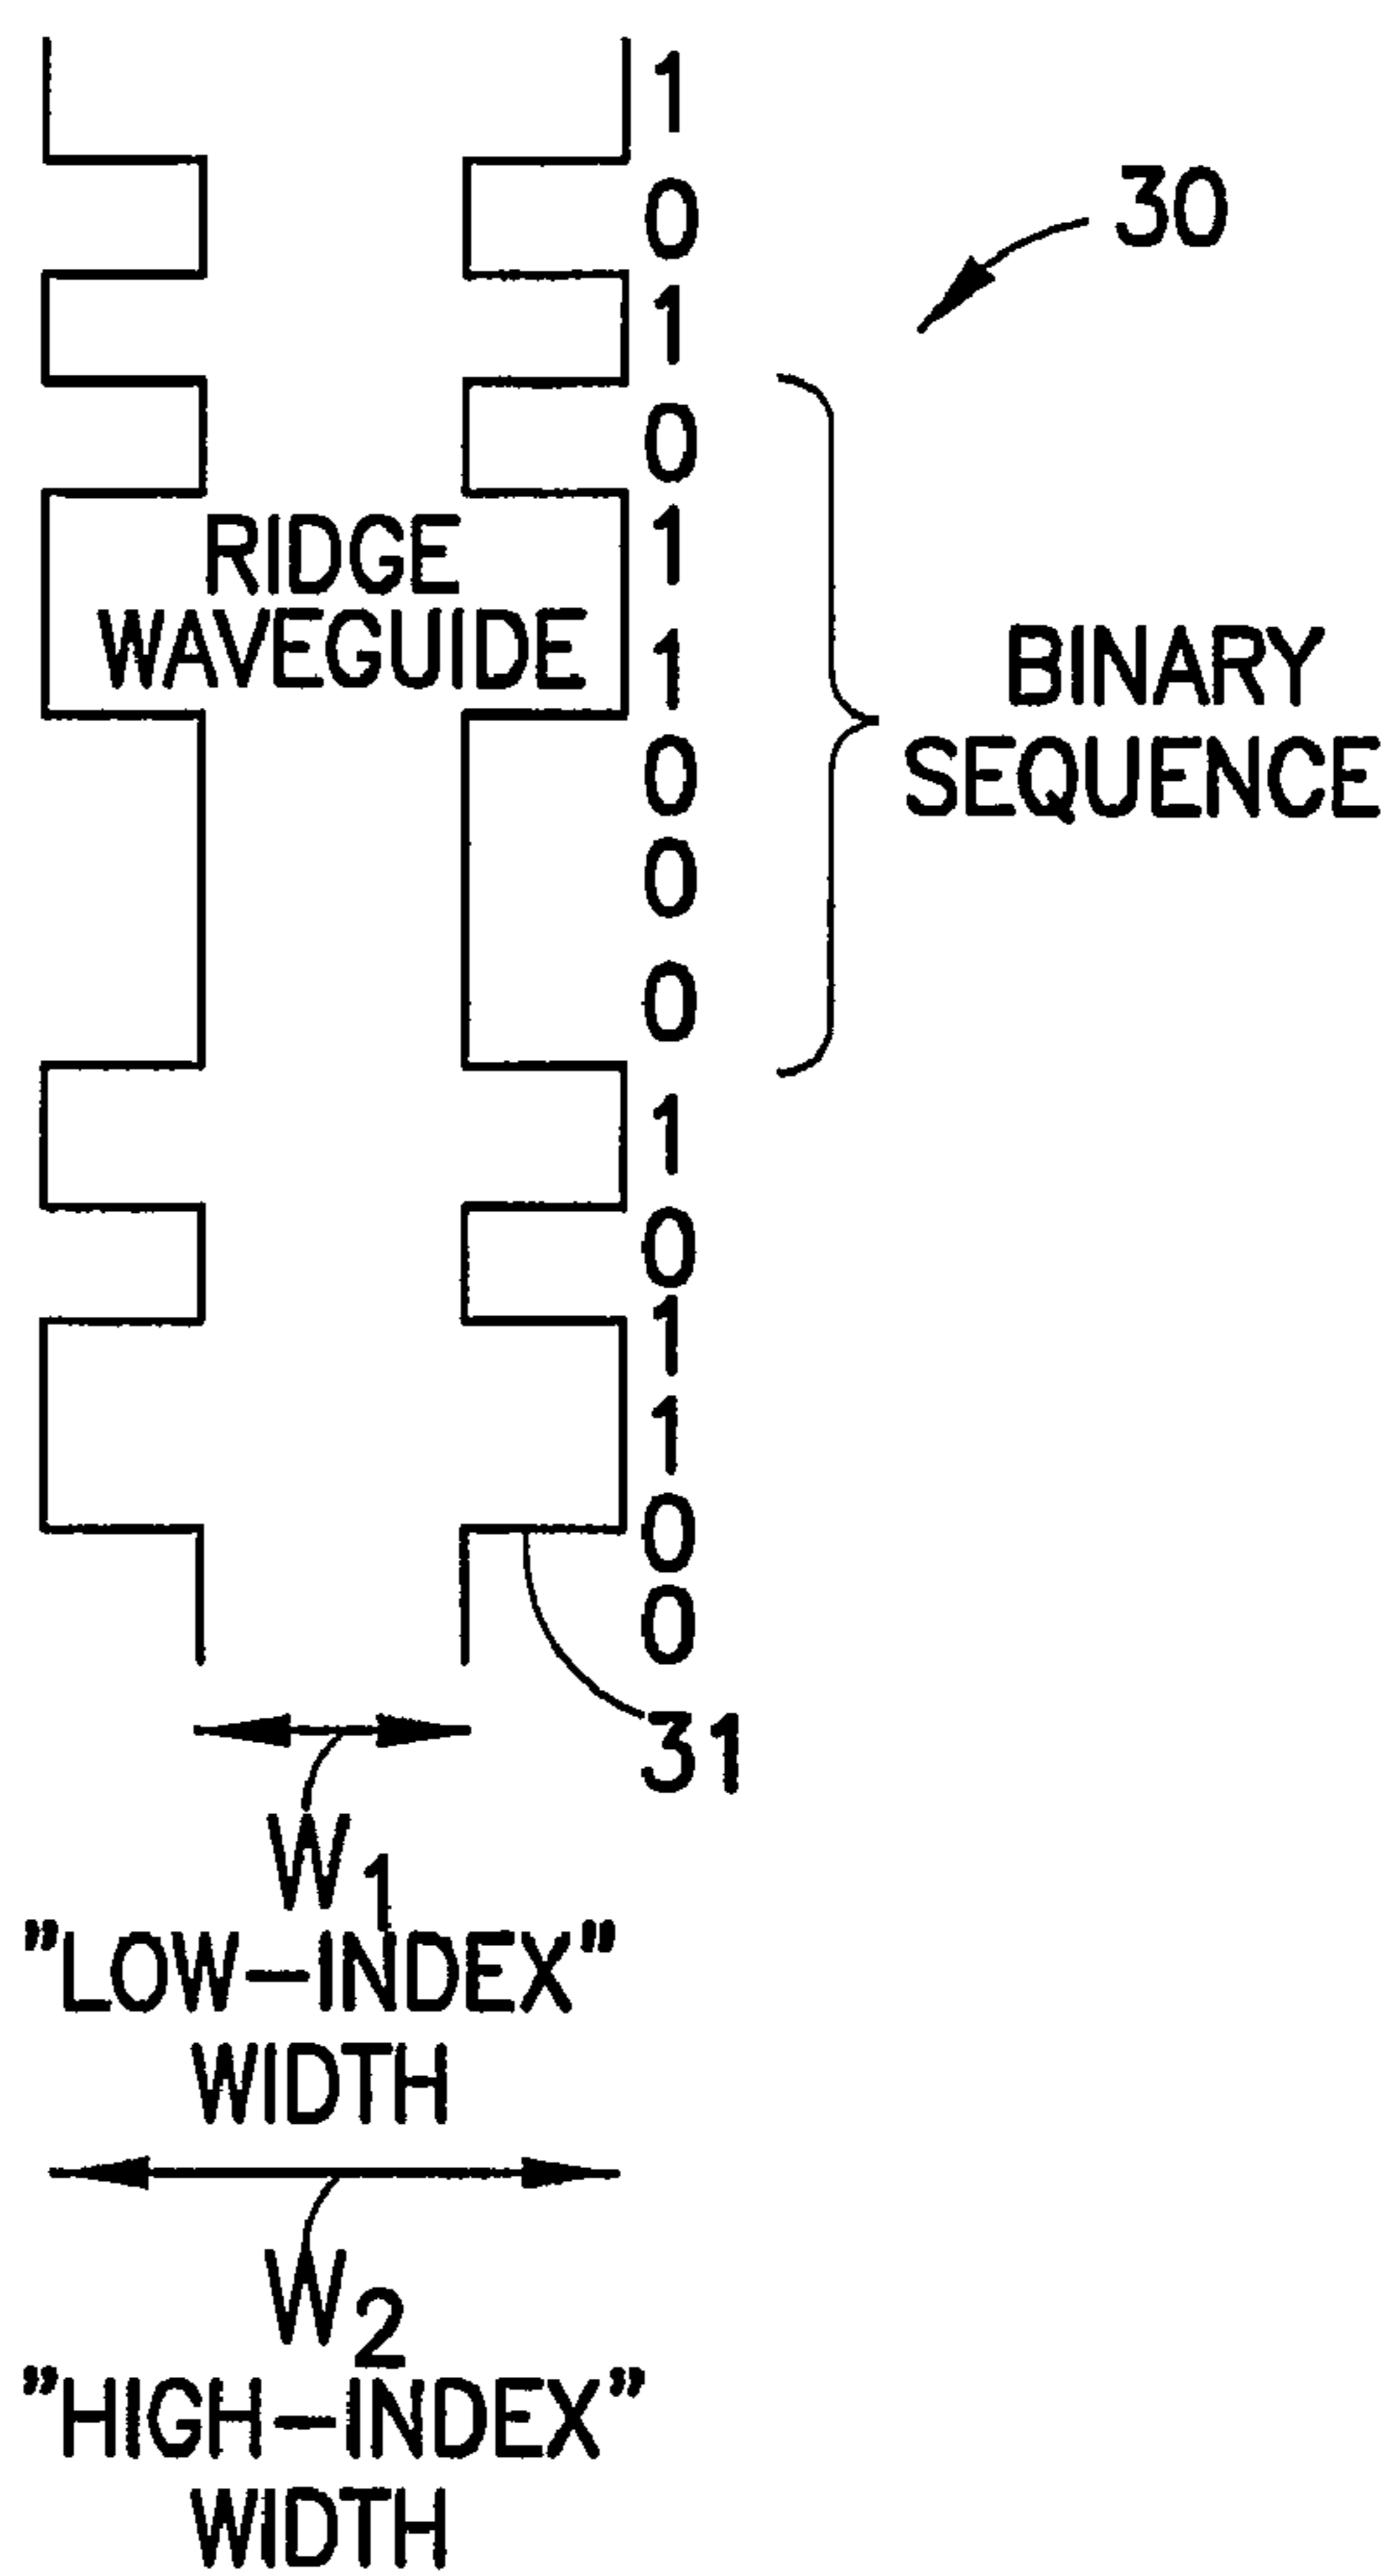 1
0
30
1
0
1
RIDGE
WAVEGUIDE
1
BINARY
SEQUENCE
0
0
0
1
0
1
1
0
0
31
W1
"LOW-INDEX"
WIDTH
W2
"HIGH-INDEX"
WIDTH